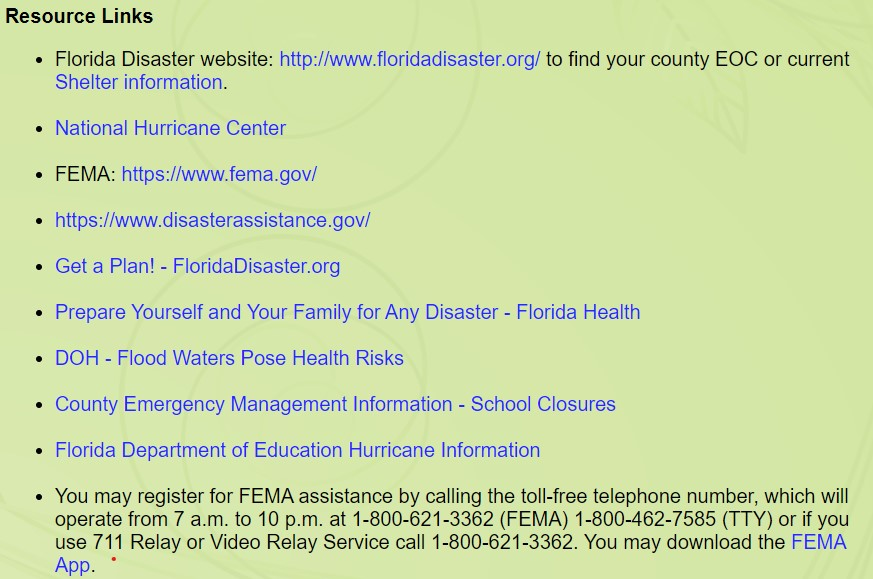 Resource Links
• Florida Disaster website: http://www.floridadisaster.org/ to find your county EOC or current
Shelter information.
• National Hurricane Center
• FEMA: https://www.fema.gov/
• https://www.disasterassistance.gov/
• Get a Plan! - FloridaDisaster.org
• Prepare Yourself and Your Family for Any Disaster - Florida Health
• DOH - Flood Waters Pose Health Risks
• County Emergency Management Information - School Closures
• Florida Department of Education Hurricane Information
• You may register for FEMA assistance by calling the toll-free telephone number, which will
operate from 7 a.m. to 10 p.m. at 1-800-621-3362 (FEMA) 1-800-462-7585 (TTY) or if you
use 711 Relay or Video Relay Service call 1-800-621-3362. You may download the FEMA
App.